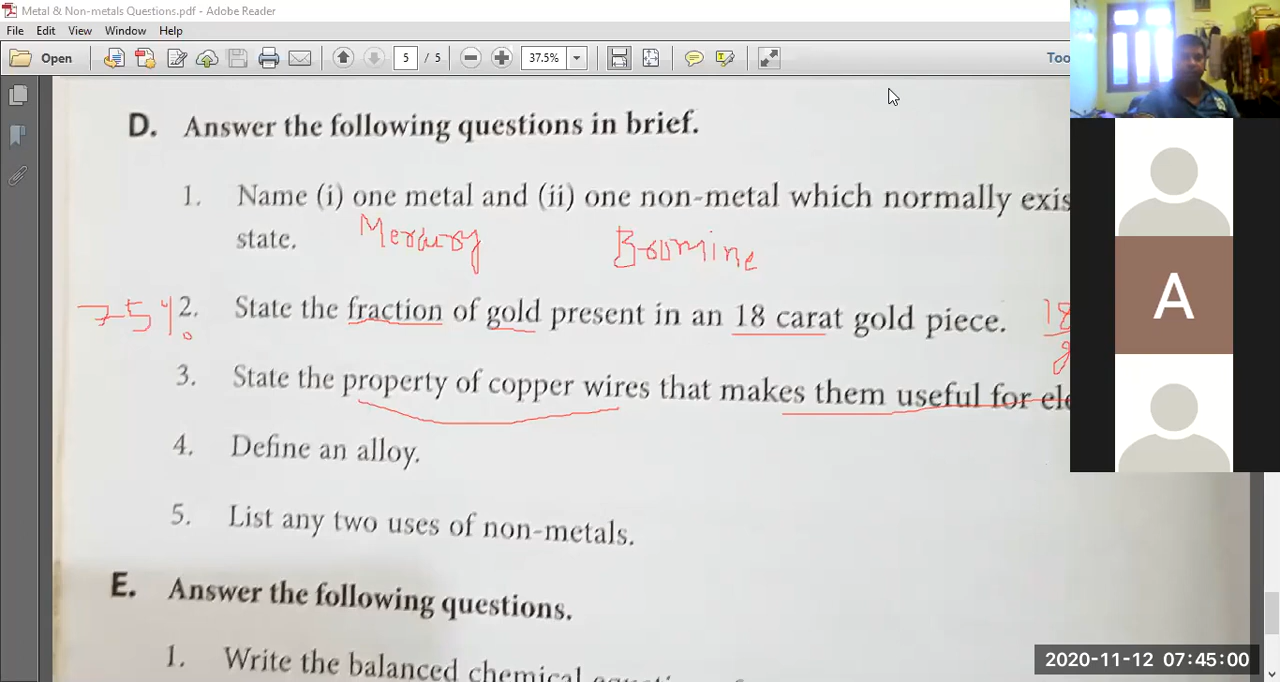 Metal & Non-metals Questions.pdf - Adobe Reader
File Edit View Window Help
Open 5 / 5 37.5% Too
D. Answer the following questions in brief.
1. Name (i) one metal and (ii) one non-metal which normally exis
state. Mercury Bromine
75% 2. State the fraction of gold present in an 18 carat gold piece. 18
3. State the property of copper wires that makes them useful for ele
4. Define an alloy.
5. List any two uses of non-metals.
E. Answer the following questions.
1. Write the balanced chemical
A
2020-11-12 07:45:00